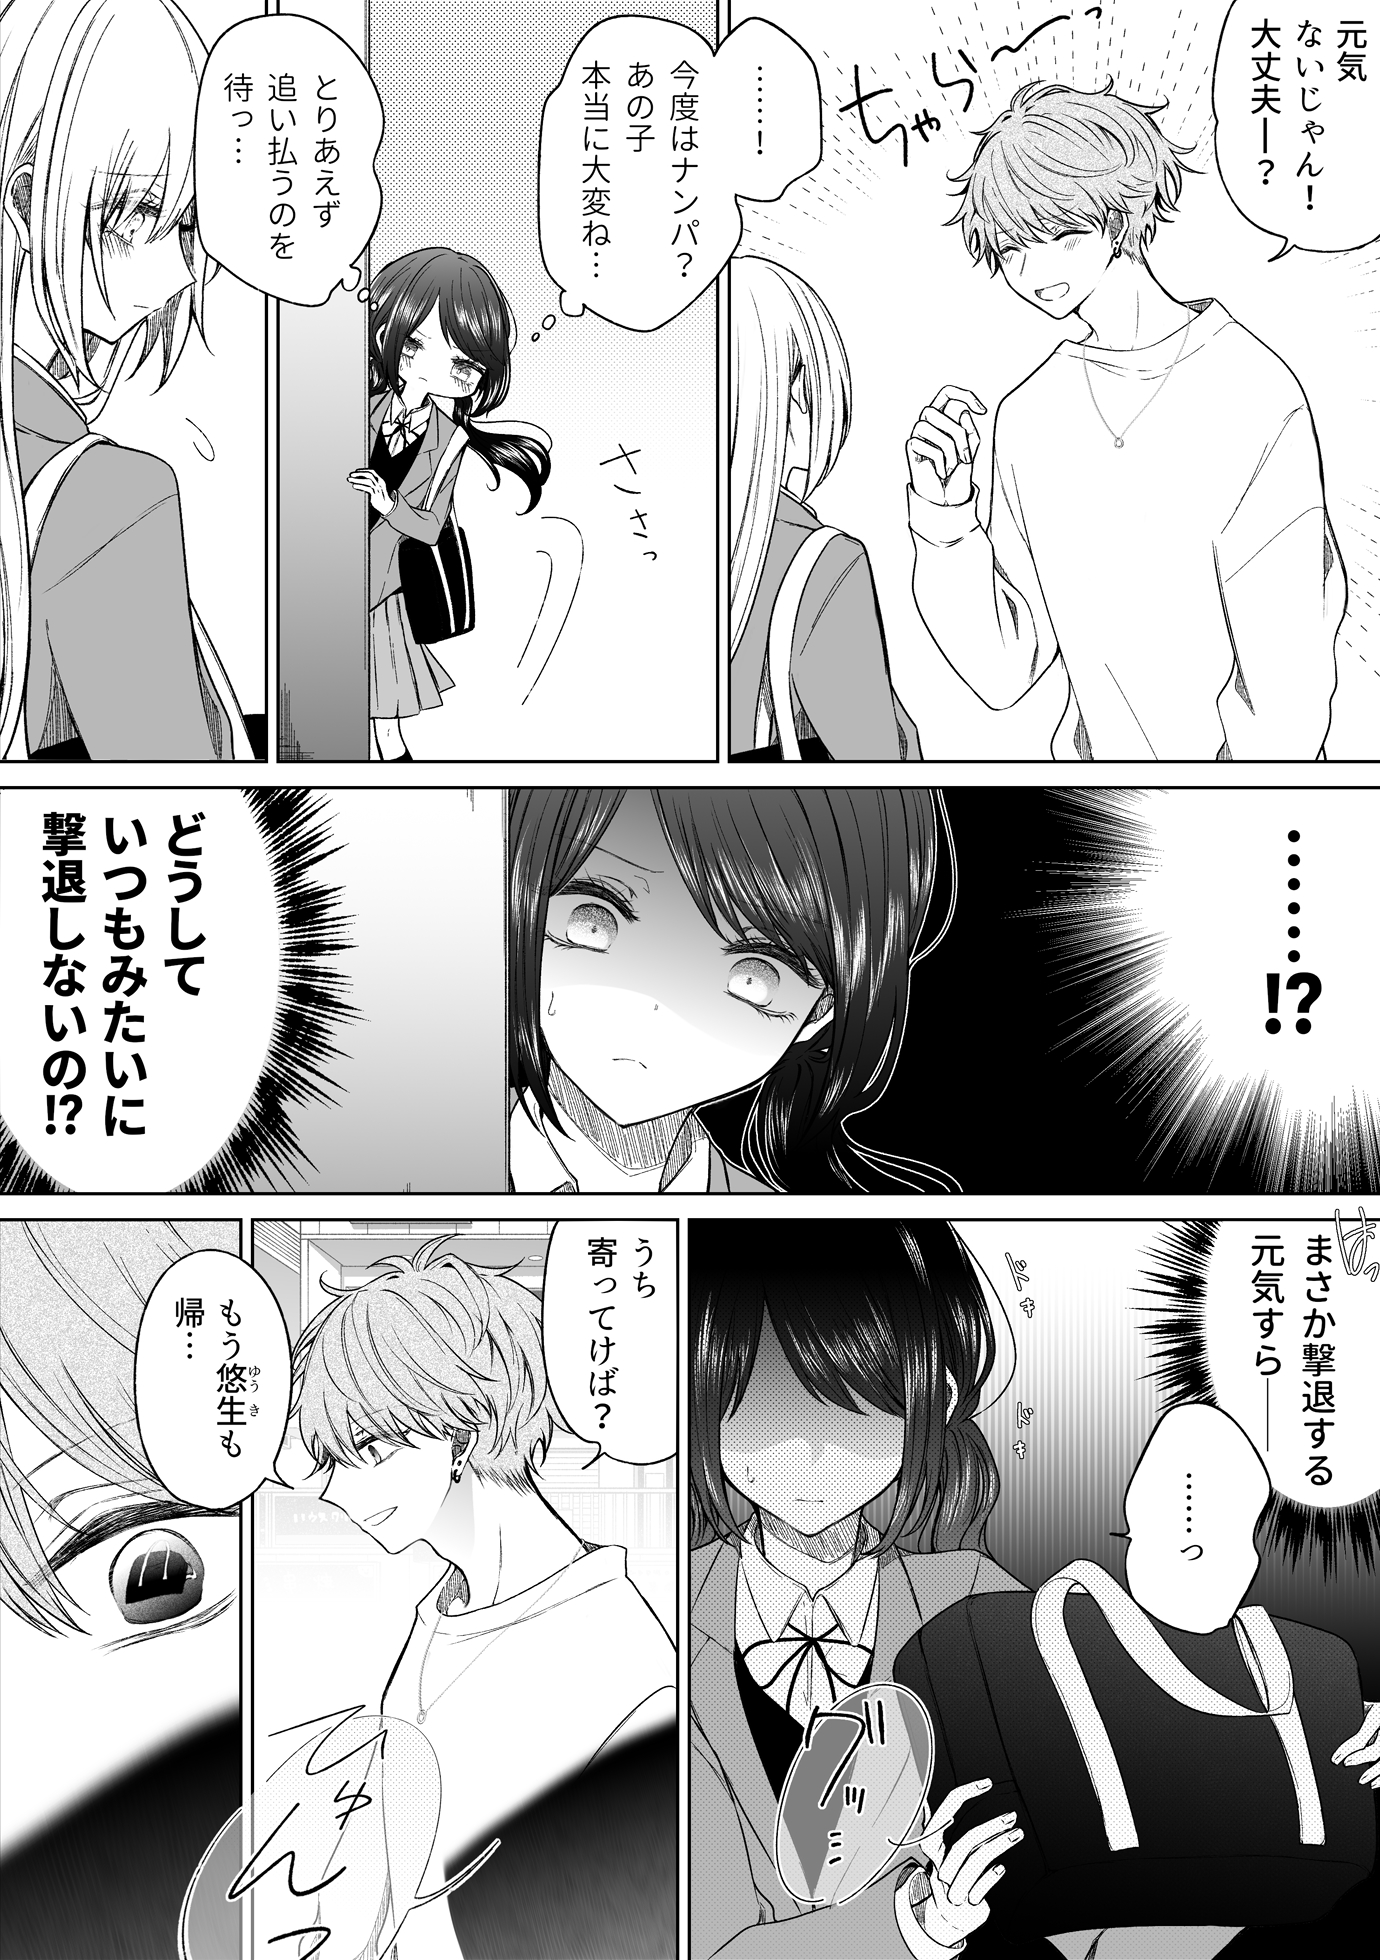 元気
ないじゃん！
大丈夫ー？
ちゃら〜っ
……！
今度はナンパ？
あの子
本当に大変ね…
ささっ
とりあえず
追い払うのを
待っ…
……!?
どうして
いつもみたいに
撃退しないの!?
はっ
まさか撃退する
元気すら――
ドキ
ドキ
……っ
グッ
うち
寄ってけば？
もう悠生も
ゆうき
帰…